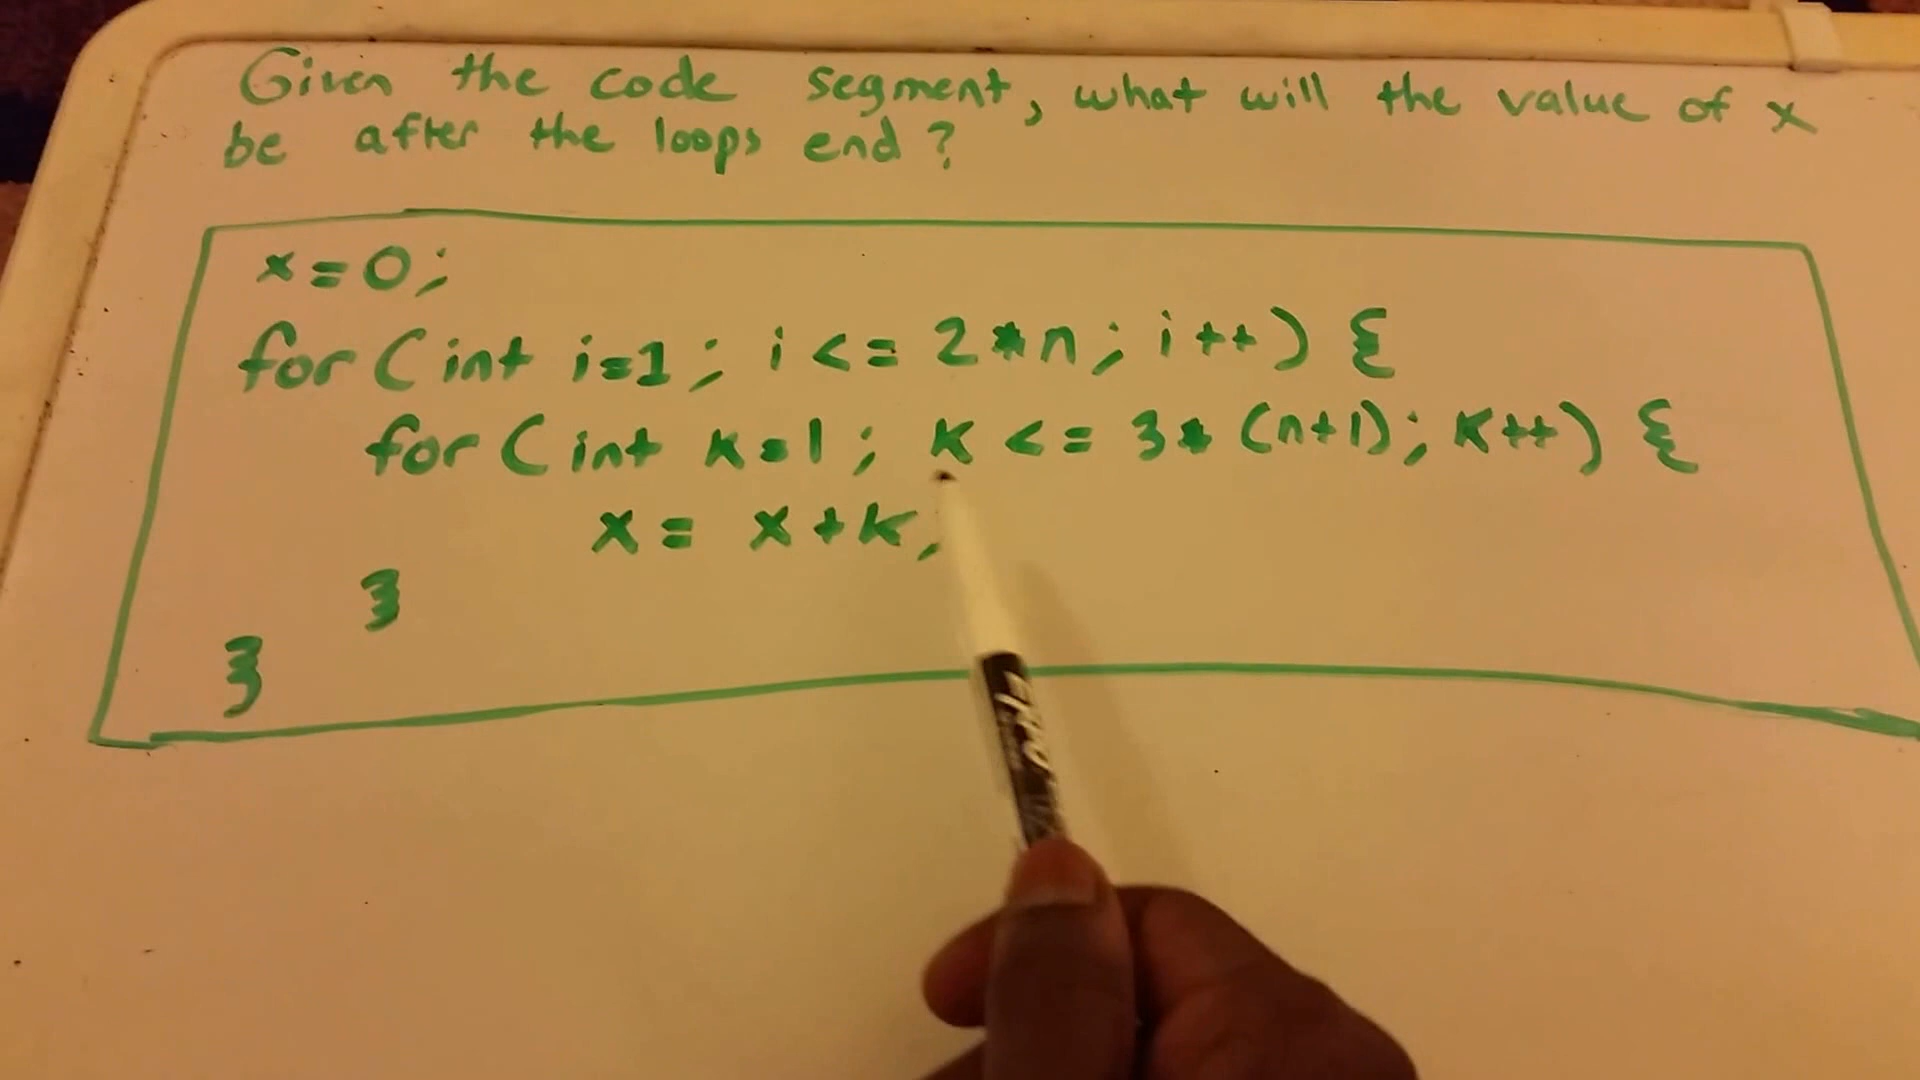 Given the code segment, what will the value of x
be after the loops end?
x=0;
for (int i=1; i <= 2*n; i++) {
for (int k=1; k <= 3*(n+1); k++) {
x = x+k;
}
}
EXPO